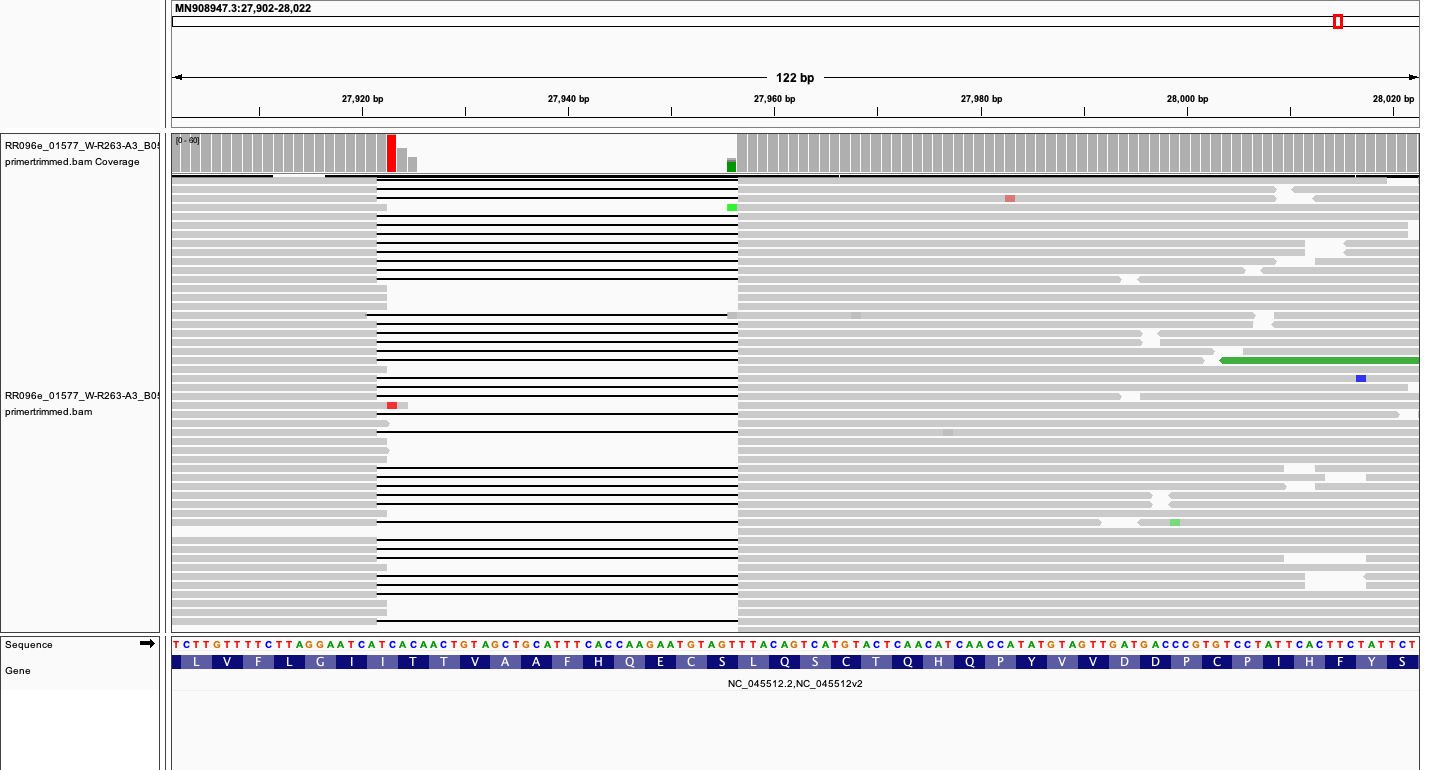 MN908947.3:27,902-28,022
122 bp
27,920 bp 27,940 bp 27,960 bp 27,980 bp 28,000 bp 28,020 bp
[0 - 60]
RR096e_01577_W-R263-A3_B05
primertrimmed.bam Coverage
RR096e_01577_W-R263-A3_B05
primertrimmed.bam
Sequence
T C T T G T T T T C T T A G G A A T C A T C A C A A C T G T A G C T G C A T T T C A C C A A G A A T G T A G T T T A C A G T C A T G T A C T C A A C A T C A A C C A T A T G T A G T T G A T G A C C C G T G T C C T A T T C A C T T C T A T T C T
Gene
L V F L G I I T T V A A F H Q E C S L Q S C T Q H Q P Y V V D D P C P I H F Y S
NC_045512.2,NC_045512v2